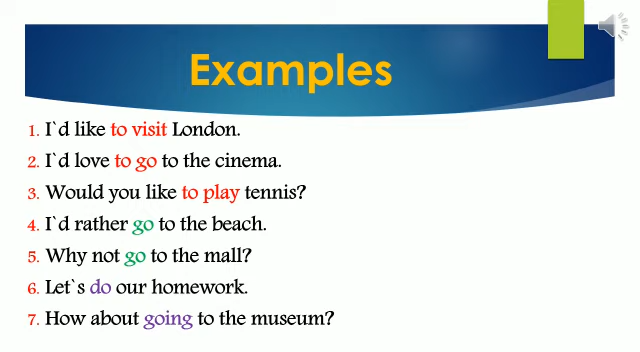 Examples
1. I`d like to visit London.
2. I`d love to go to the cinema.
3. Would you like to play tennis?
4. I`d rather go to the beach.
5. Why not go to the mall?
6. Let`s do our homework.
7. How about going to the museum?